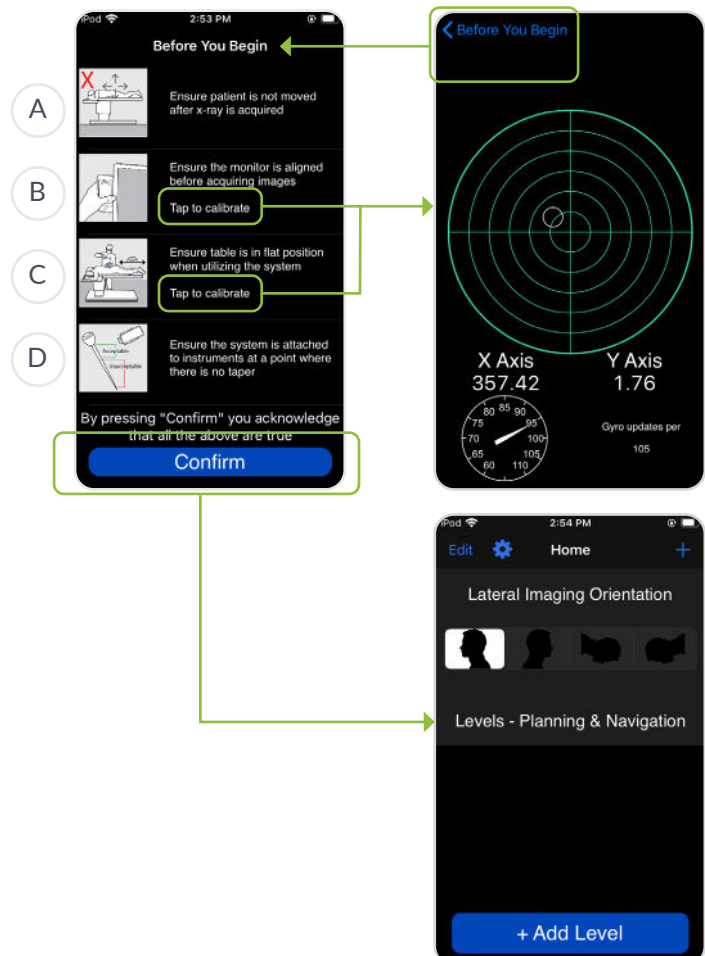 iPod
2:53 PM
Before You Begin
A
X
Ensure patient is not moved
after x-ray is acquired
B
Ensure the monitor is aligned
before acquiring images
Tap to calibrate
C
Ensure table is in flat position
when utilizing the system
Tap to calibrate
D
Acceptable
Unacceptable
Ensure the system is attached
to instruments at a point where
there is no taper
By pressing "Confirm" you acknowledge
that all the above are true
Confirm
Before You Begin
X Axis
357.42
Y Axis
1.76
60
65
70
75
80
85
90
95
100
105
110
Gyro updates per
105
iPod
2:54 PM
Edit
Home
+
Lateral Imaging Orientation
Levels - Planning & Navigation
+ Add Level